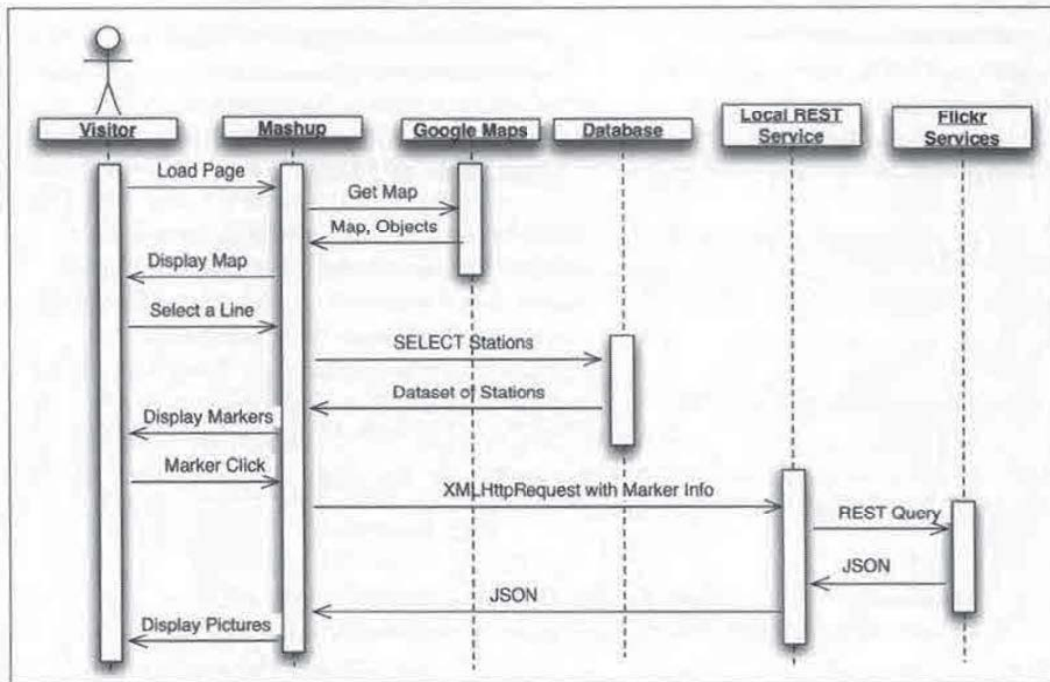 Visitor
Mashup
Google Maps
Database
Local REST
Service
Flickr
Services
Load Page
Get Map
Map, Objects
Display Map
Select a Line
SELECT Stations
Dataset of Stations
Display Markers
Marker Click
XMLHttpRequest with Marker Info
REST Query
JSON
JSON
Display Pictures